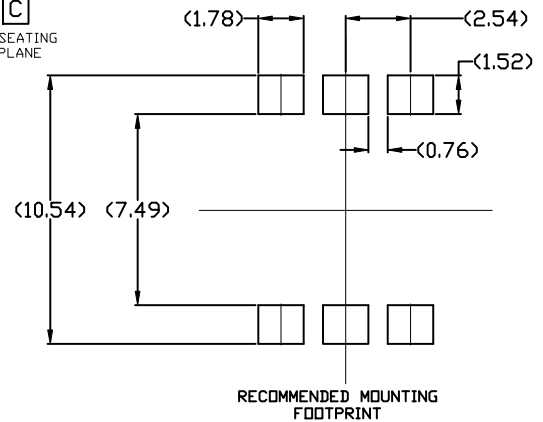 C
SEATING
PLANE
(1.78)
(2.54)
(1.52)
(0.76)
(10.54)
(7.49)
RECOMMENDED MOUNTING
FOOTPRINT